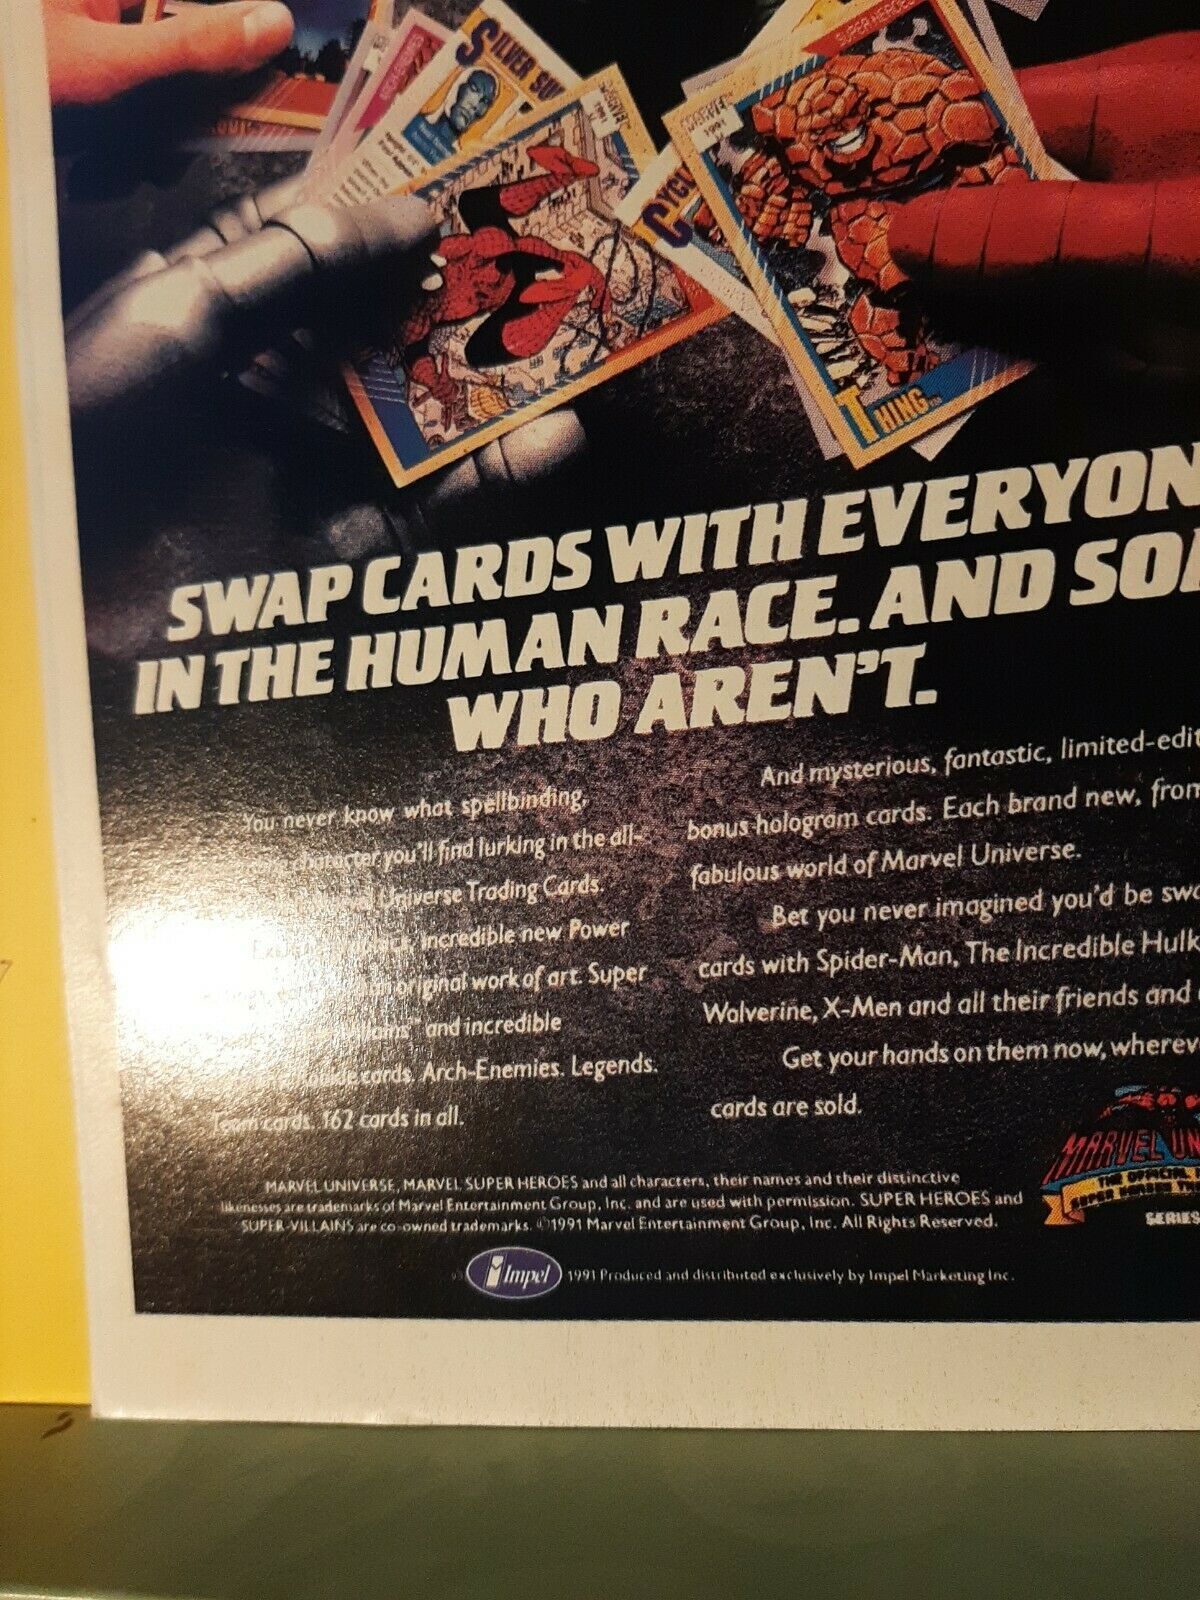 SILVER SU
MARVEL 1991
MARVEL 1991
SUPER HEROES
CYCL
THING
SWAP CARDS WITH EVERYON
IN THE HUMAN RACE. AND SO
WHO AREN'T.
You never know what spellbinding,
character you'll find lurking in the all-
Universe Trading Cards.
incredible new Power
original work of art. Super
and incredible
cards. Arch-Enemies. Legends.
Team cards. 162 cards in all.
And mysterious, fantastic, limited-edit
bonus hologram cards. Each brand new, from
fabulous world of Marvel Universe.
Bet you never imagined you'd be swa
cards with Spider-Man, The Incredible Hulk
Wolverine, X-Men and all their friends and
Get your hands on them now, wherev
cards are sold.
MARVEL UN
SERIES
MARVEL UNIVERSE, MARVEL SUPER HEROES and all characters, their names and their distinctive
likenesses are trademarks of Marvel Entertainment Group, Inc. and are used with permission. SUPER HEROES and
SUPER-VILLAINS are co-owned trademarks. ©1991 Marvel Entertainment Group, Inc. All Rights Reserved.
Impel 1991 Produced and distributed exclusively by Impel Marketing Inc.